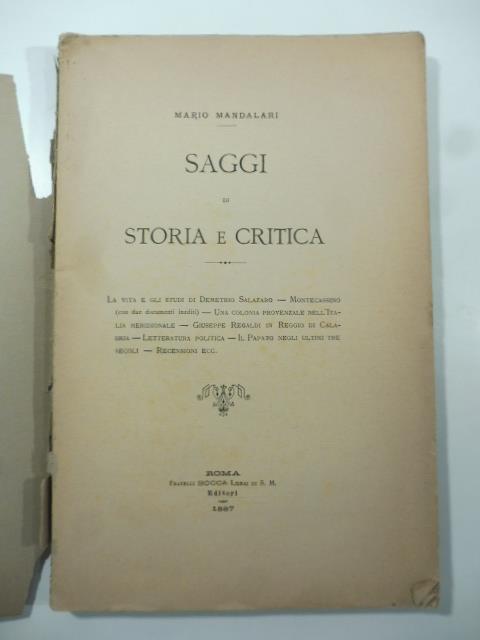 MARIO MANDALARI
SAGGI
DI
STORIA E CRITICA
LA VITA E GLI STUDI DI DEMETRIO SALAZARO — MONTECASSINO
(con due documenti inediti) — UNA COLONIA PROVENZALE NELL'ITA-
LIA MERIDIONALE — GIUSEPPE REGALDI IN REGGIO DI CALA-
BRIA — LETTERATURA POLITICA — IL PAPATO NEGLI ULTIMI TRE
SECOLI — RECENSIONI ECC.
ROMA
FRATELLI BOCCA LIBRAI DI S. M.
Editori
1887